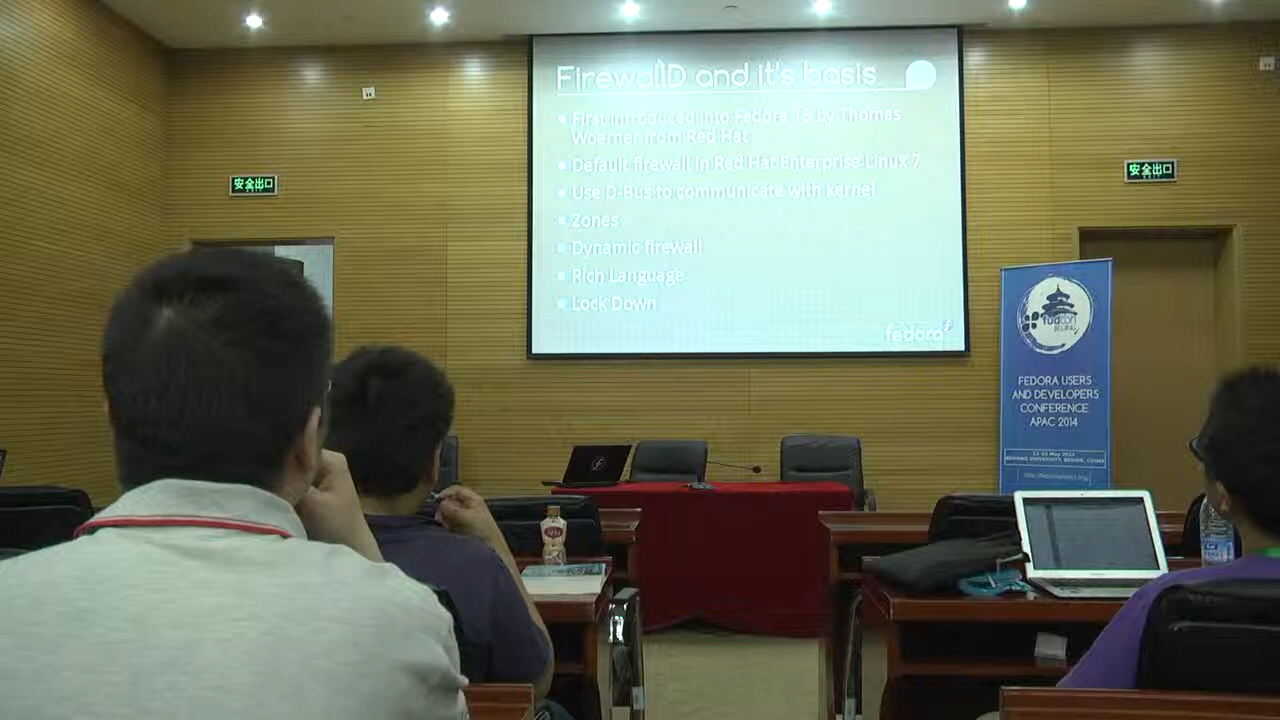 FirewallD and it's basis
First introduced into Fedora by Thomas
Woerner from Red Hat
Default firewall in Red Hat Enterprise Linux 7
Use D-Bus to communicate with kernel
Zones
Dynamic firewall
Rich Language
Lock Down
fedora
安全出口
安全出口
fudcon
BEIJING
FEDORA USERS
AND DEVELOPERS
CONFERENCE
APAC 2014